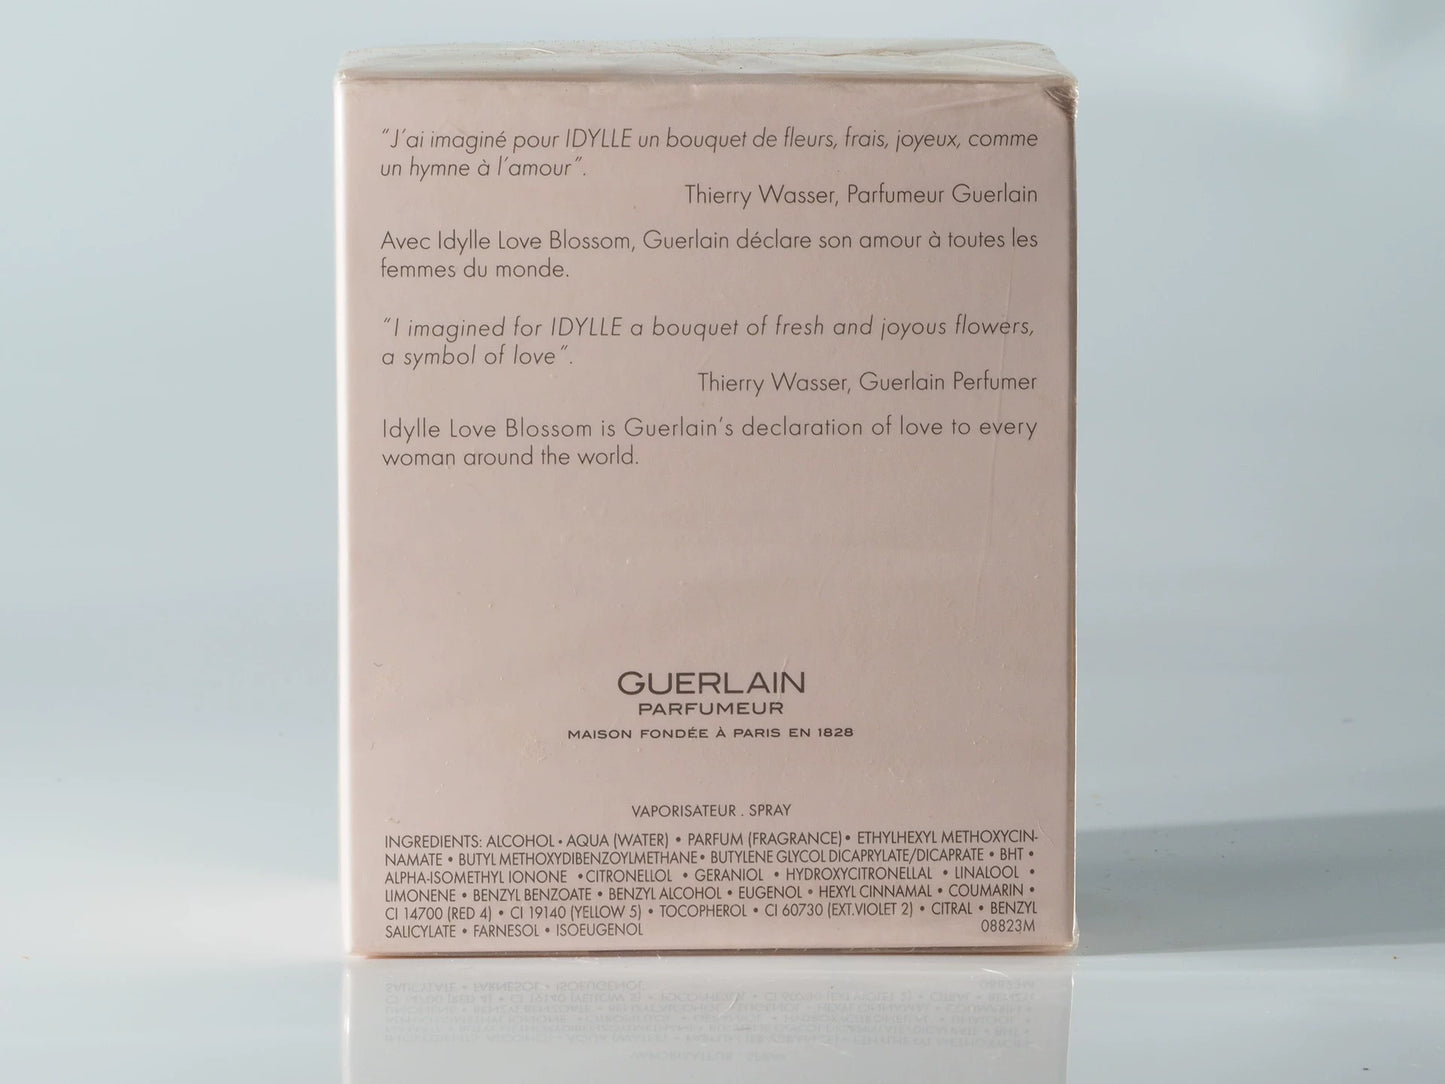 “J’ai imaginé pour IDYLLE un bouquet de fleurs, frais, joyeux, comme
un hymne à l’amour”.
Thierry Wasser, Parfumeur Guerlain
Avec Idylle Love Blossom, Guerlain déclare son amour à toutes les
femmes du monde.
“I imagined for IDYLLE a bouquet of fresh and joyous flowers,
a symbol of love”.
Thierry Wasser, Guerlain Perfumer
Idylle Love Blossom is Guerlain’s declaration of love to every
woman around the world.
GUERLAIN
PARFUMEUR
MAISON FONDÉE À PARIS EN 1828
VAPORISATEUR . SPRAY
INGREDIENTS: ALCOHOL • AQUA (WATER) • PARFUM (FRAGRANCE) • ETHYLHEXYL METHOXYCIN-
NAMATE • BUTYL METHOXYDIBENZOYLMETHANE • BUTYLENE GLYCOL DICAPRYLATE/DICAPRATE • BHT •
ALPHA-ISOMETHYL IONONE • CITRONELLOL • GERANIOL • HYDROXYCITRONELLAL • LINALOOL •
LIMONENE • BENZYL BENZOATE • BENZYL ALCOHOL • EUGENOL • HEXYL CINNAMAL • COUMARIN •
CI 14700 (RED 4) • CI 19140 (YELLOW 5) • TOCOPHEROL • CI 60730 (EXT.VIOLET 2) • CITRAL • BENZYL
SALICYLATE • FARNESOL • ISOEUGENOL 08823M